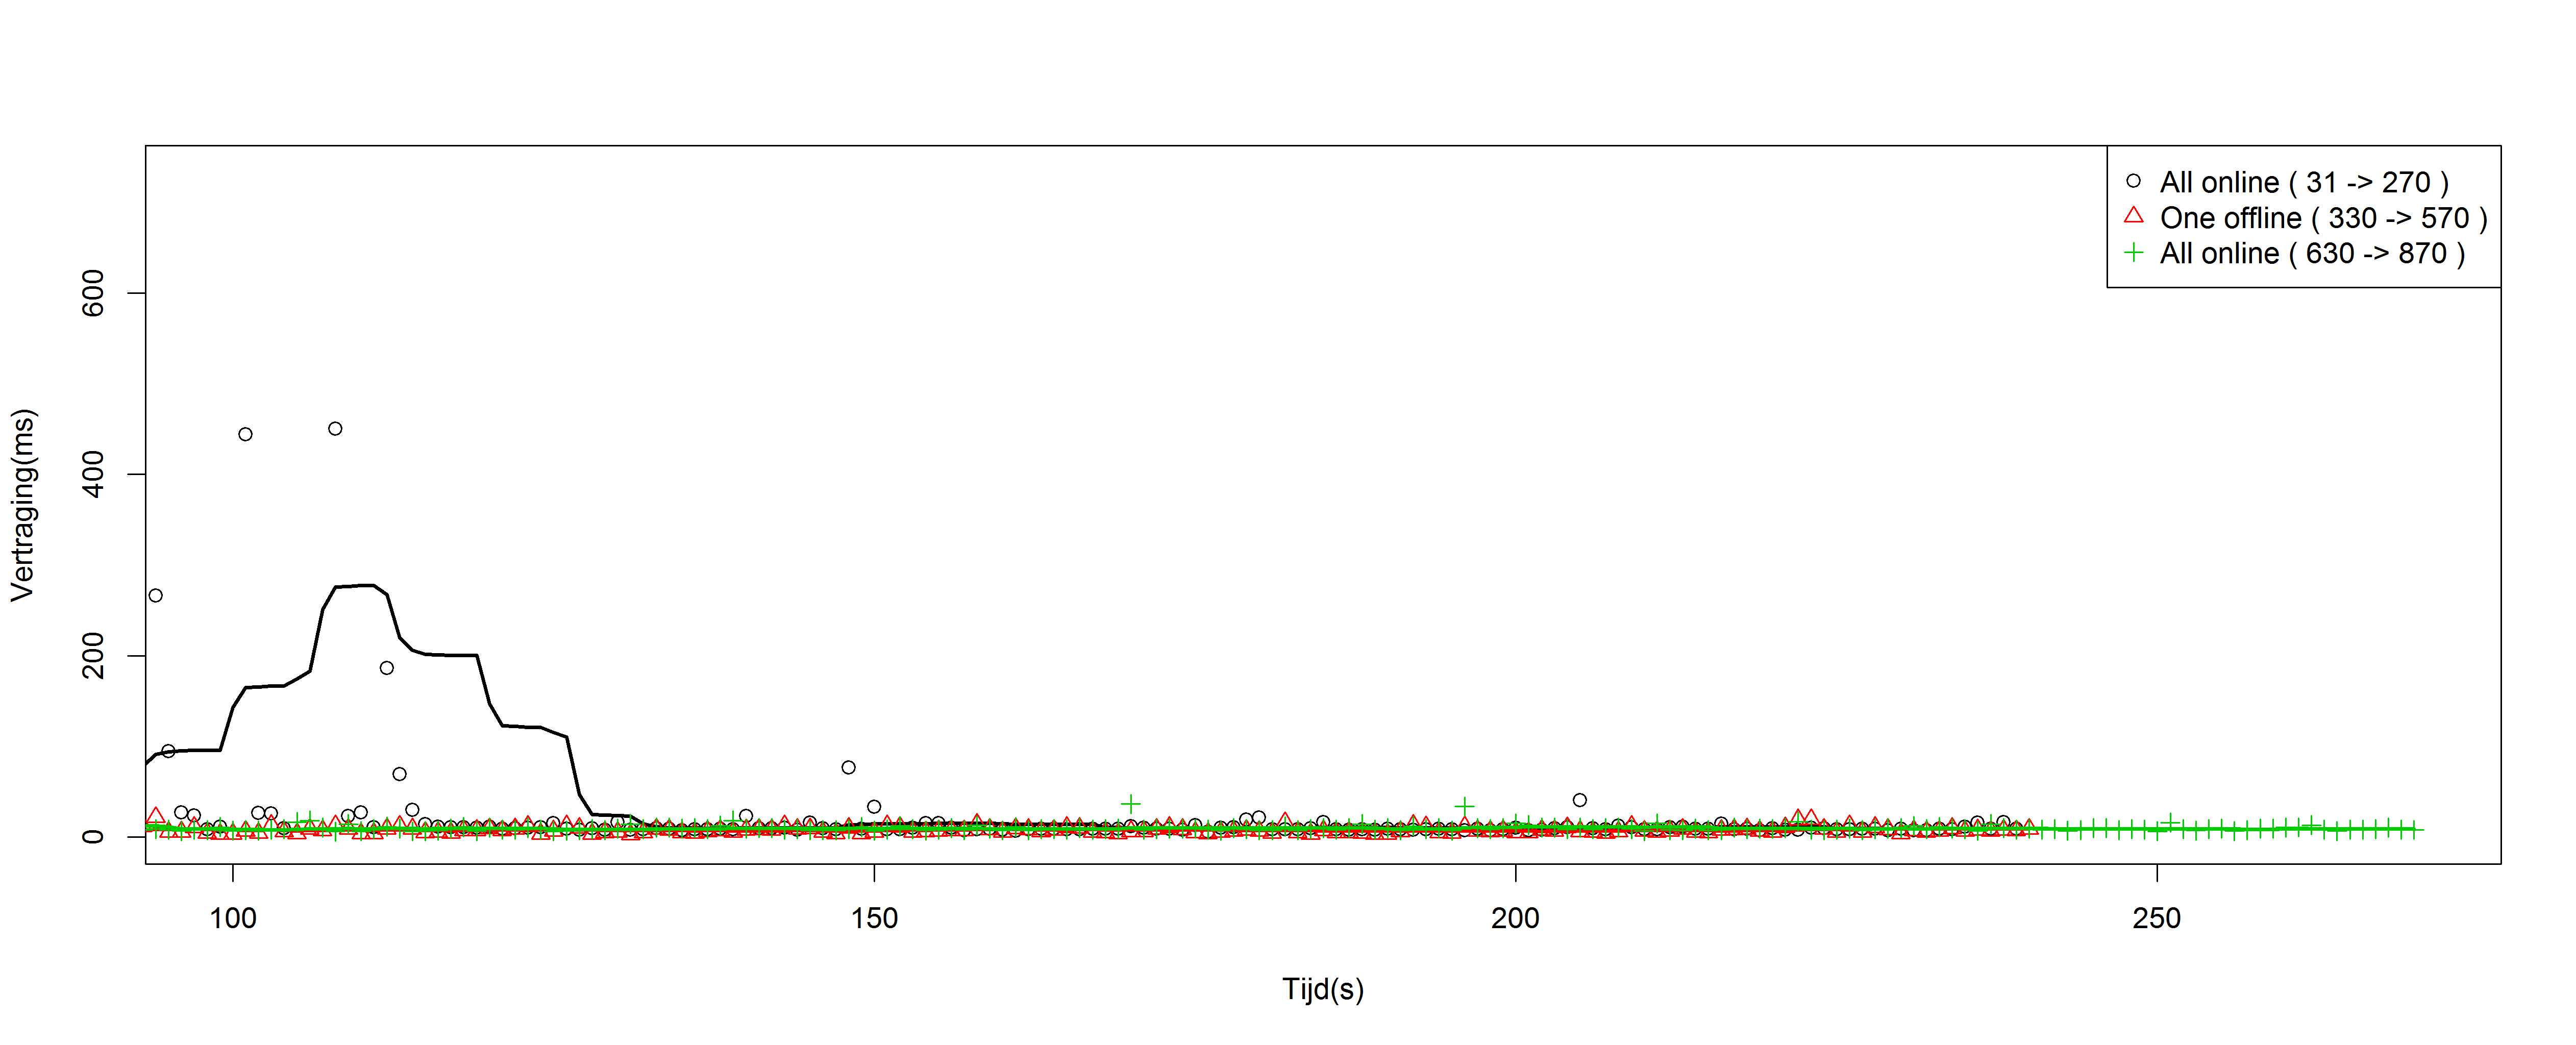 All online ( 31 -> 270 )
One offline ( 330 -> 570 )
All online ( 630 -> 870 )
Vertraging(ms)
600
400
200
0
100 150 200 250
Tijd(s)